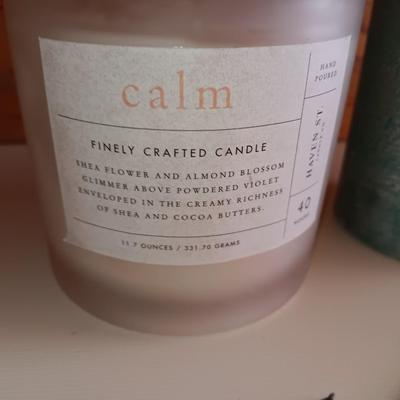 calm
FINELY CRAFTED CANDLE
SHEA FLOWER AND ALMOND BLOSSOM
GLIMMER ABOVE POWDERED VIOLET
ENVELOPED IN THE CREAMY RICHNESS
OF SHEA AND COCOA BUTTERS.
11.7 OUNCES / 331.70 GRAMS
HAND
POURED
HAVEN ST.
40
HOURS